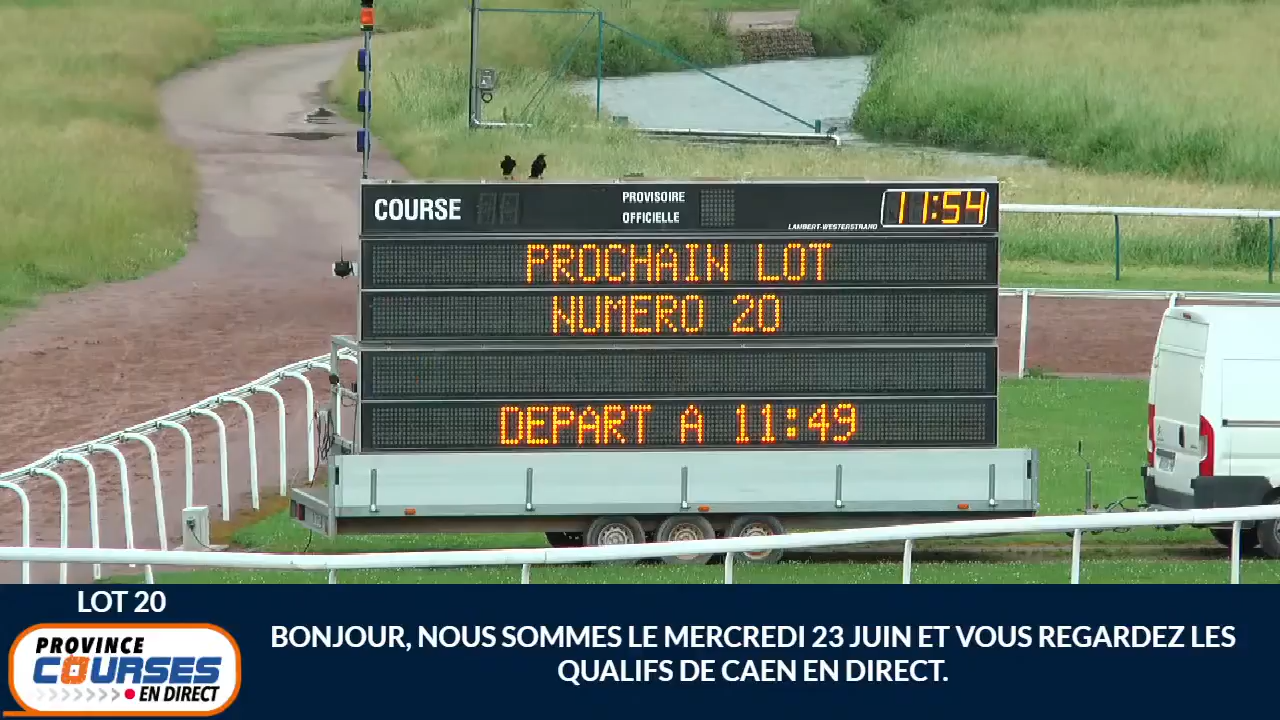 COURSE
PROVISOIRE
OFFICIELLE
LAMBERT-WESTERSTRAND
11:54
PROCHAIN LOT
NUMERO 20
DEPART A 11:49
LOT 20
PROVINCE
COURSES
EN DIRECT
BONJOUR, NOUS SOMMES LE MERCREDI 23 JUIN ET VOUS REGARDEZ LES
QUALIFS DE CAEN EN DIRECT.